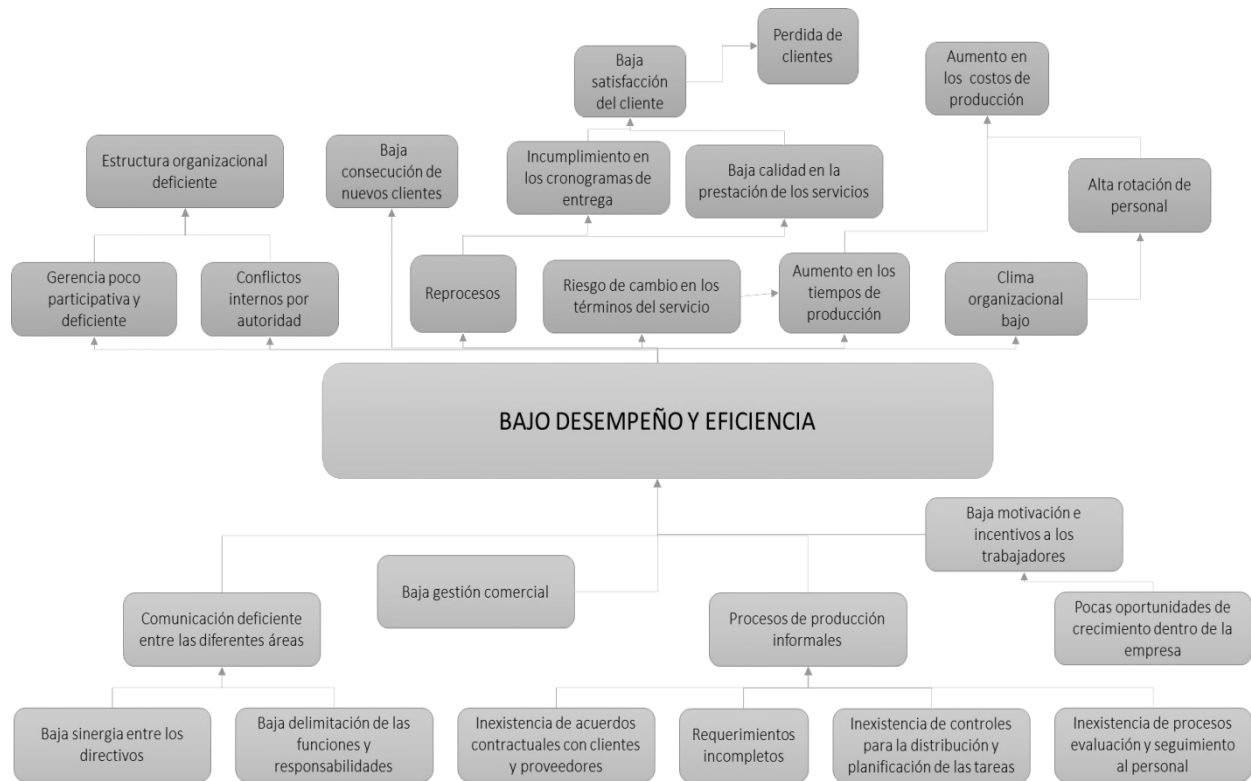 Perdida de
clientes
Baja
satisfacción
del cliente
Aumento en
los costos de
producción
Estructura organizacional
deficiente
Baja
consecución de
nuevos clientes
Incumplimiento en
los cronogramas de
entrega
Baja calidad en la
prestación de los servicios
Alta rotación de
personal
Gerencia poco
participativa y
deficiente
Conflictos
internos por
autoridad
Reprocesos
Riesgo de cambio en los
términos del servicio
Aumento en los
tiempos de
producción
Clima
organizacional
bajo
BAJO DESEMPEÑO Y EFICIENCIA
Baja motivación e
incentivos a los
trabajadores
Baja gestión comercial
Comunicación deficiente
entre las diferentes áreas
Procesos de producción
informales
Pocas oportunidades de
crecimiento dentro de la
empresa
Baja sinergia entre los
directivos
Baja delimitación de las
funciones y
responsabilidades
Inexistencia de acuerdos
contractuales con clientes
y proveedores
Requerimientos
incompletos
Inexistencia de controles
para la distribución y
planificación de las tareas
Inexistencia de procesos
evaluación y seguimiento
al personal